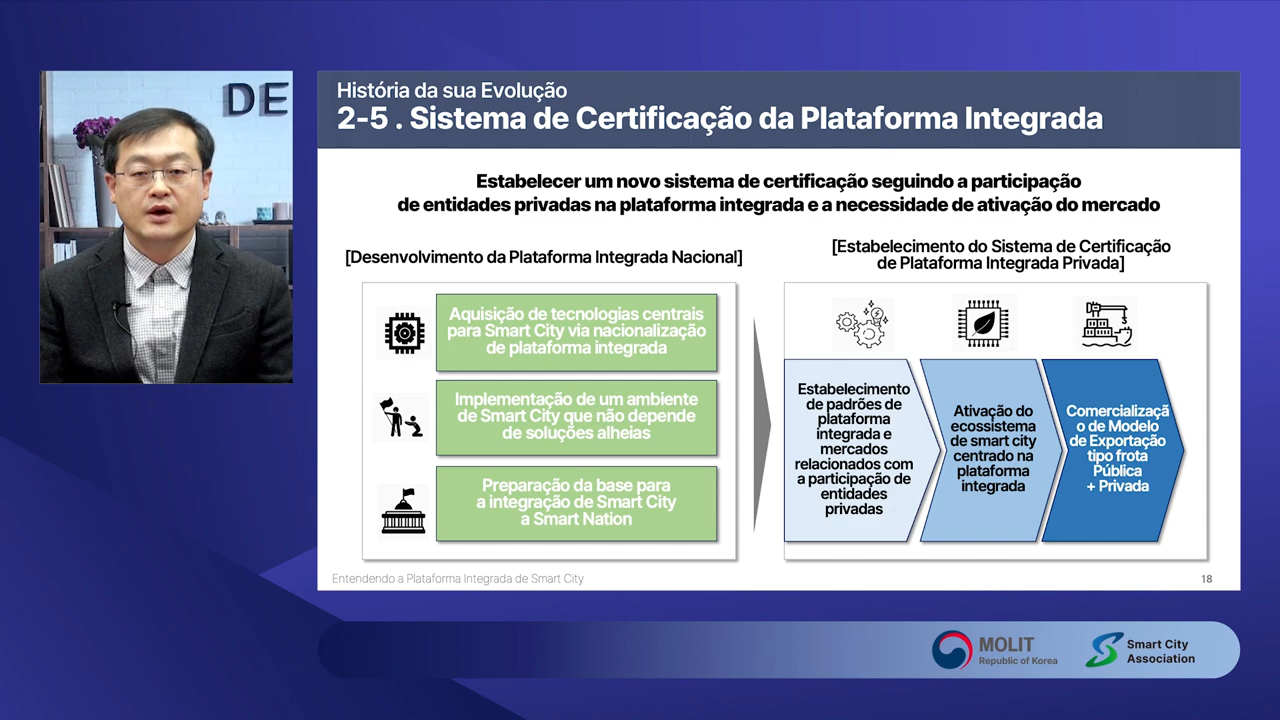 DE
História da sua Evolução
2-5 . Sistema de Certificação da Plataforma Integrada
Estabelecer um novo sistema de certificação seguindo a participação
de entidades privadas na plataforma integrada e a necessidade de ativação do mercado
[Desenvolvimento da Plataforma Integrada Nacional]
Aquisição de tecnologias centrais
para Smart City via nacionalização
de plataforma integrada
Implementação de um ambiente
de Smart City que não depende
de soluções alheias
Preparação da base para
a integração de Smart City
a Smart Nation
[Estabelecimento do Sistema de Certificação
de Plataforma Integrada Privada]
Estabelecimento
de padrões de
plataforma
integrada e
mercados
relacionados com
a participação de
entidades
privadas
Ativação do
ecossistema
de smart city
centrado na
plataforma
integrada
Comercializaçã
o de Modelo
de Exportação
tipo frota
Pública
+ Privada
Entendendo a Plataforma Integrada de Smart City
18
MOLIT
Republic of Korea
Smart City
Association